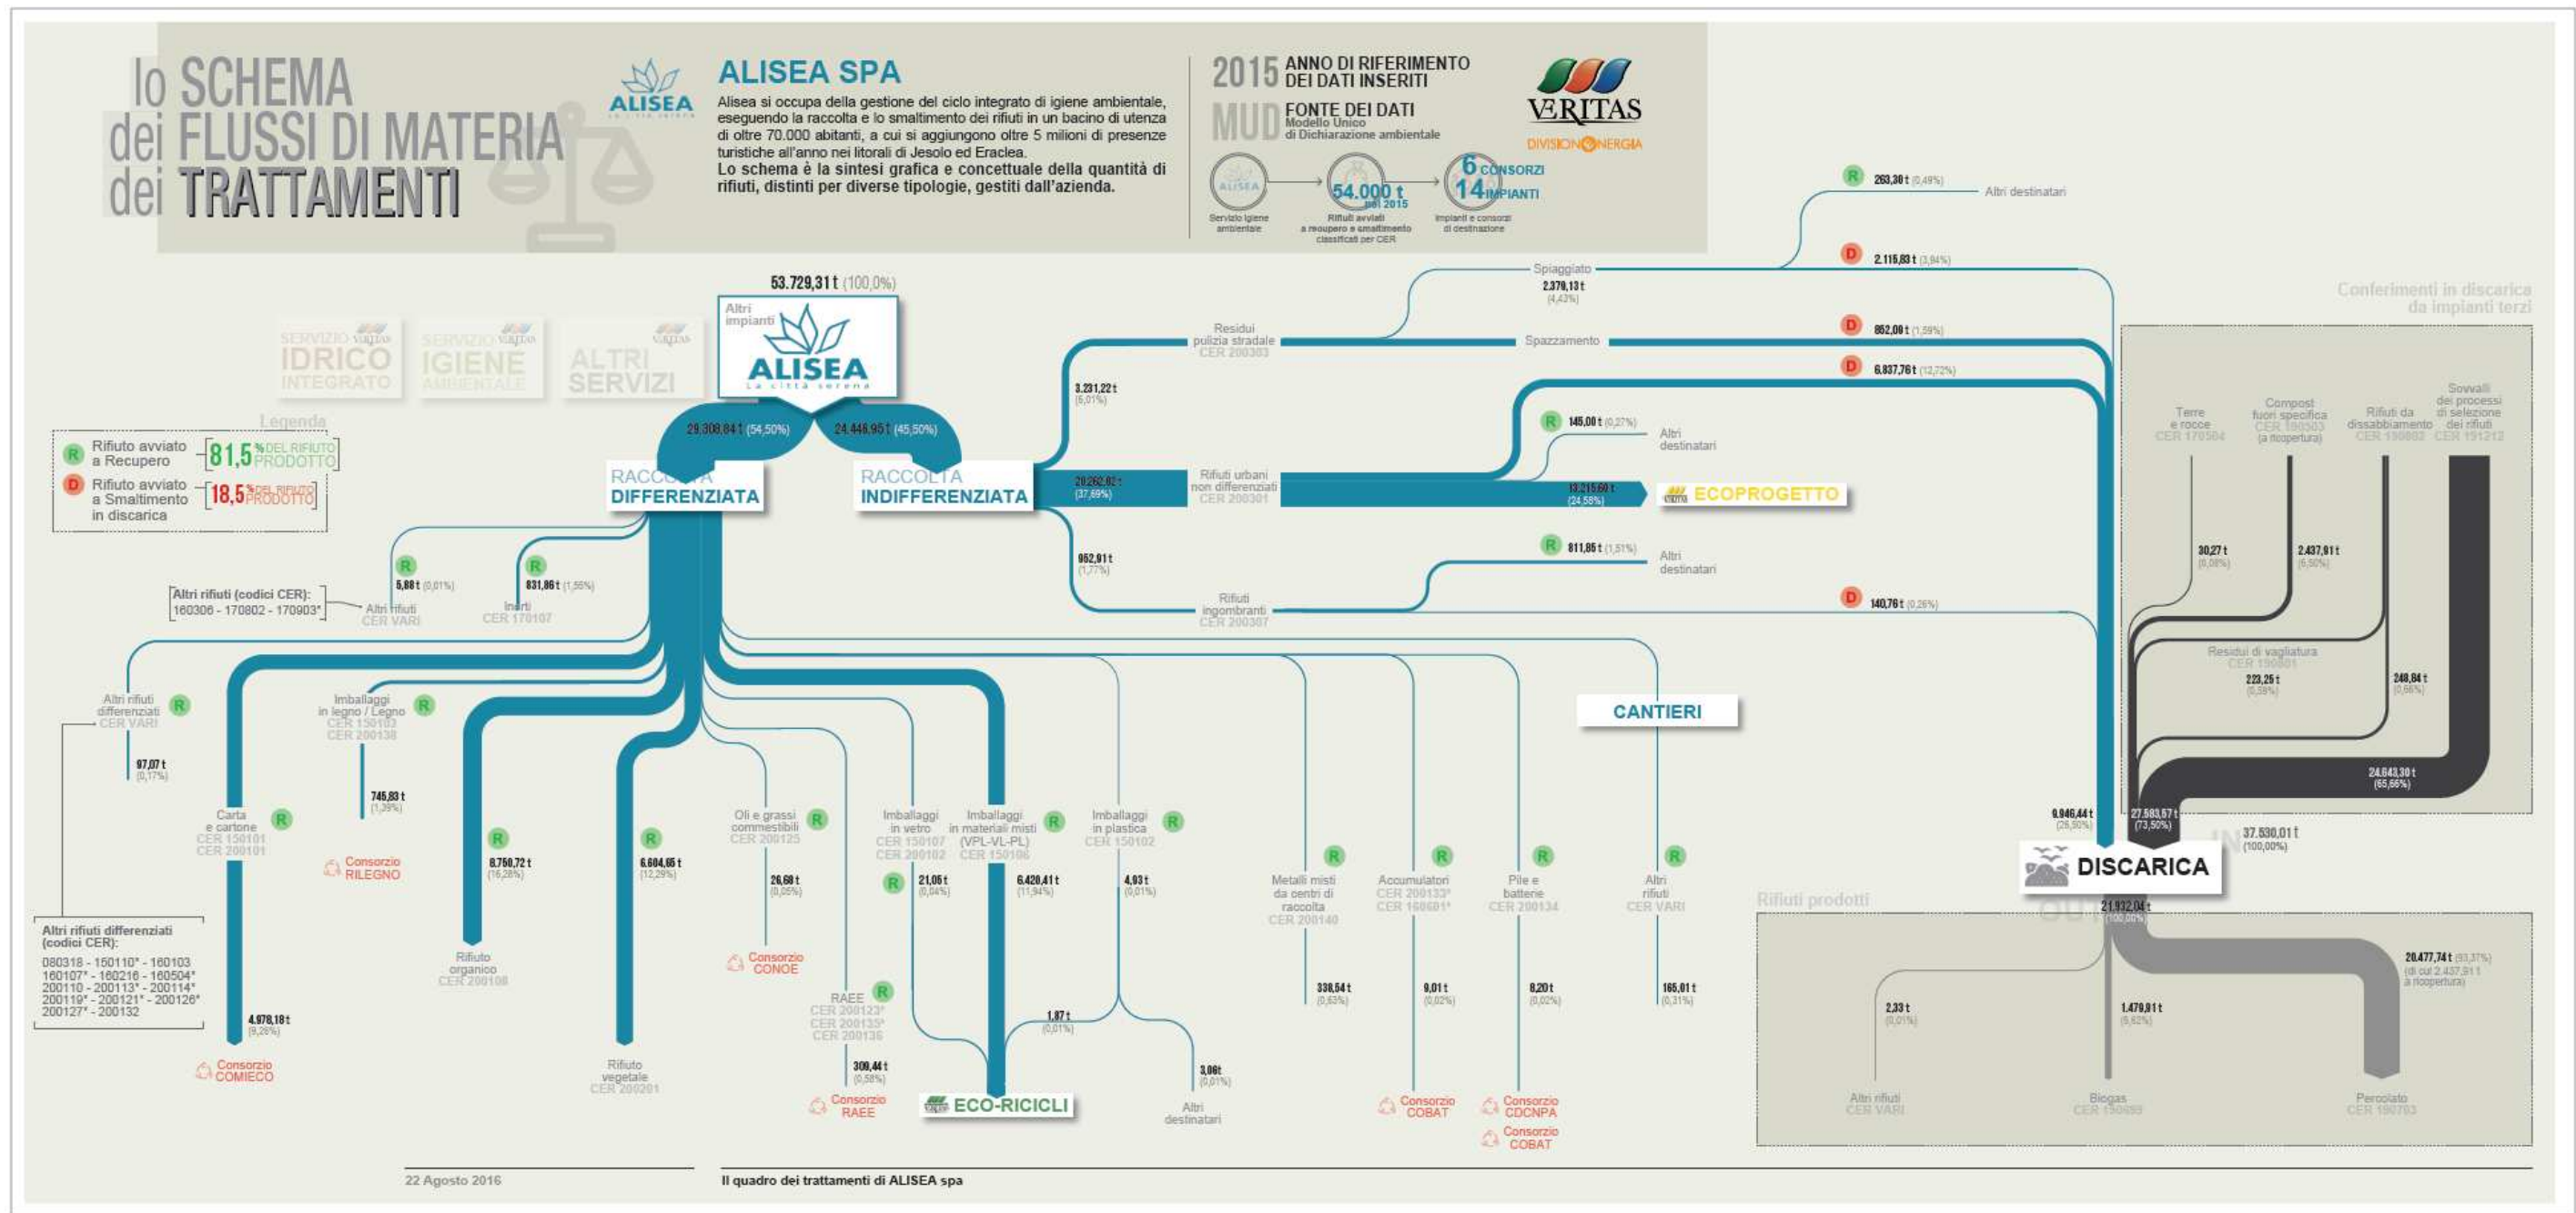 lo SCHEMA
dei FLUSSI DI MATERIA
dei TRATTAMENTI
ALISEA
ALISEA SPA
Alisea si occupa della gestione del ciclo integrato di igiene ambientale,
eseguendo la raccolta e lo smaltimento dei rifiuti in un bacino di utenza
di oltre 70.000 abitanti, a cui si aggiungono oltre 5 milioni di presenze
turistiche all'anno nei litorali di Jesolo ed Eraclea.
Lo schema è la sintesi grafica e concettuale della quantità di
rifiuti, distinti per diverse tipologie, gestiti dall'azienda.
2015 ANNO DI RIFERIMENTO
DEI DATI INSERITI
MUD FONTE DEI DATI
Modello Unico
di Dichiarazione ambientale
ALISEA
Servizio Igiene
ambientale
54.000 t
nel 2015
Rifiuti avviati
a recupero e smaltimento
classificati per CER
6 CONSORZI
14 IMPIANTI
Impianti e consorzi
di destinazione
VERITAS
DIVISIONENERGIA
SERVIZIO VERITAS
IDRICO
INTEGRATO
SERVIZIO VERITAS
IGIENE
AMBIENTALE
VERITAS
ALTRI
SERVIZI
Legenda
R Rifiuto avviato
a Recupero
81,5 % DEL RIFIUTO
PRODOTTO
D Rifiuto avviato
a Smaltimento
in discarica
18,5 % DEL RIFIUTO
PRODOTTO
53.729,31 t (100,0%)
Altri
impianti
ALISEA
La città serena
29.308,84 t (54,50%)
24.448,95 t (45,50%)
RACCOLTA
DIFFERENZIATA
RACCOLTA
INDIFFERENZIATA
3.231,22 t
(6,01%)
Residui
pulizia stradale
CER 200303
Spiaggiato
2.379,13 t
(4,43%)
R 263,30 t (0,49%)
Altri destinatari
D 2.115,83 t (3,94%)
Spazzamento
D 852,09 t (1,59%)
D 6.837,76 t (12,72%)
20.262,82 t
(37,69%)
Rifiuti urbani
non differenziati
CER 200301
R 145,00 t (0,27%)
Altri
destinatari
13.215,60 t
(24,58%)
VERITAS ECOPROGETTO
952,91 t
(1,77%)
Rifiuti
ingombranti
CER 200307
R 811,85 t (1,51%)
Altri
destinatari
D 140,76 t (0,26%)
R
5,88 t (0,01%)
Altri rifiuti
CER VARI
Altri rifiuti (codici CER):
160306 - 170802 - 170903*
R
831,86 t (1,55%)
Inerti
CER 170107
Altri rifiuti
differenziati
CER VARI
R
97,07 t
(0,17%)
Altri rifiuti differenziati
(codici CER):
080318 - 150110* - 160103
160107* - 160216 - 160504*
200110 - 200113* - 200114*
200119* - 200121* - 200126*
200127* - 200132
Carta
e cartone
CER 150101
CER 200101
R
4.978,18 t
(9,26%)
Consorzio
COMIECO
Imballaggi
in legno / Legno
CER 150103
CER 200138
R
745,83 t
(1,39%)
Consorzio
RILEGNO
R
8.750,72 t
(16,28%)
Rifiuto
organico
CER 200108
R
6.604,65 t
(12,29%)
Rifiuto
vegetale
CER 200201
Oli e grassi
commestibili
CER 200125
R
26,68 t
(0,05%)
Consorzio
CONOE
RAEE R
CER 200123*
CER 200135*
CER 200136
309,44 t
(0,58%)
Consorzio
RAEE
Imballaggi
in vetro
CER 150107
CER 200102
R
21,05 t
(0,04%)
Imballaggi
in materiali misti
(VPL-VL-PL)
CER 150106
R
6.420,41 t
(11,94%)
Imballaggi
in plastica
CER 150102
R
4,93 t
(0,01%)
1,87 t
(0,01%)
VERITAS ECO-RICICLI
3,06t
(0,01%)
Altri
destinatari
R
Metalli misti
da centri di
raccolta
CER 200140
338,54 t
(0,63%)
R
Accumulatori
CER 200133*
CER 160601*
9,01 t
(0,02%)
Consorzio
COBAT
R
Pile e
batterie
CER 200134
8,20 t
(0,02%)
Consorzio
CDCNPA
Consorzio
COBAT
CANTIERI
R
Altri
rifiuti
CER VARI
165,01 t
(0,31%)
Conferimenti in discarica
da impianti terzi
Terre
e rocce
CER 170504
Compost
fuori specifica
CER 190503
(a ricopertura)
Rifiuti da
dissabbiamento
CER 190802
Sovvalli
dei processi
di selezione
dei rifiuti
CER 191212
30,27 t
(0,08%)
2.437,91 t
(6,50%)
Residui di vagliatura
CER 190801
223,25 t
(0,59%)
248,84 t
(0,66%)
24.643,30 t
(65,66%)
9.946,44 t
(26,50%)
27.583,57 t
(73,50%)
IN
37.530,01 t
(100,00%)
DISCARICA
Rifiuti prodotti
OUT
21.932,04 t
(100,00%)
2,33 t
(0,01%)
Altri rifiuti
CER VARI
1.479,91 t
(6,62%)
Biogas
CER 190699
20.477,74 t (93,37%)
(di cui 2.437,91 t
a ricopertura)
Percolato
CER 190703
22 Agosto 2016
Il quadro dei trattamenti di ALISEA spa